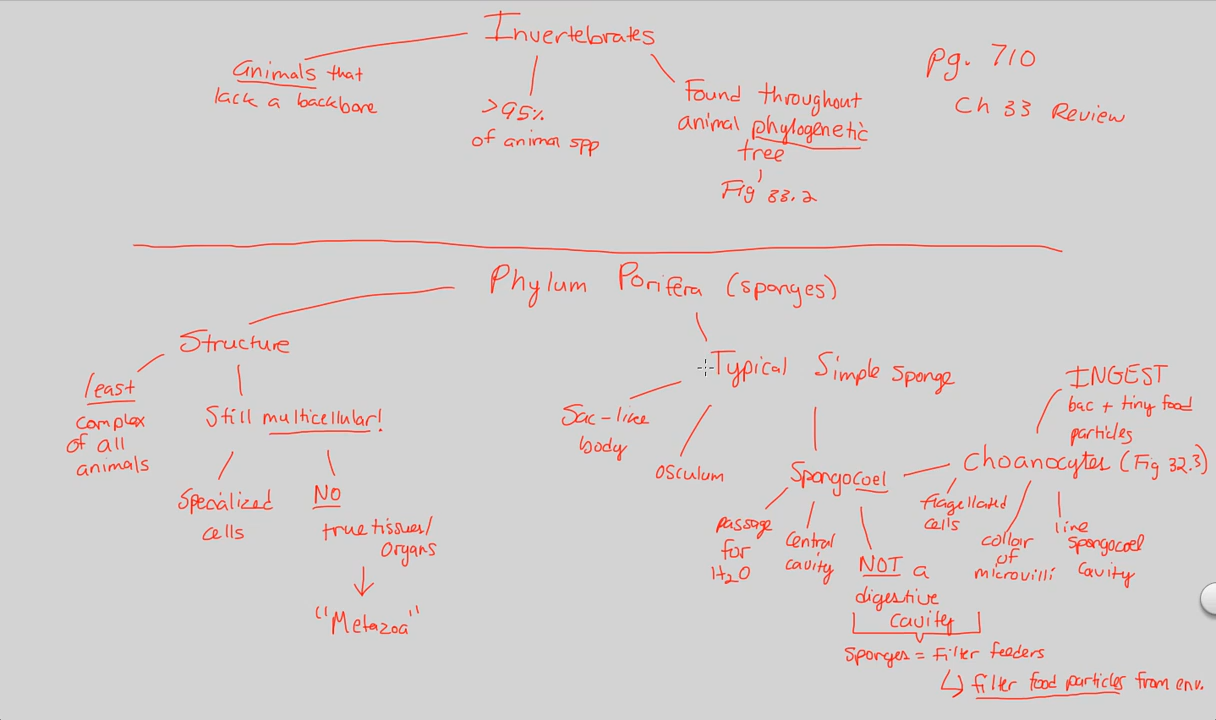 Invertebrates
animals that
lack a backbone
>95%
of animal spp
Found throughout
animal phylogenetic
tree
Fig 33.2
pg. 710
Ch 33 Review
Phylum Porifera (sponges)
Structure
least
complex
of all
animals
Still multicellular!
Specialized
cells
NO
true tissues/
organs
"Metazoa"
Typical Simple Sponge
Sac-like
body
osculum
Spongocoel
passage
for
H2O
central
cavity
NOT a
digestive
cavity
Sponges = filter feeders
filter food particles from env.
Choanocytes (Fig 32.3)
INGEST
bac + tiny food
particles
flagellated
cells
collar
of
microvilli
line
spongocoel
cavity